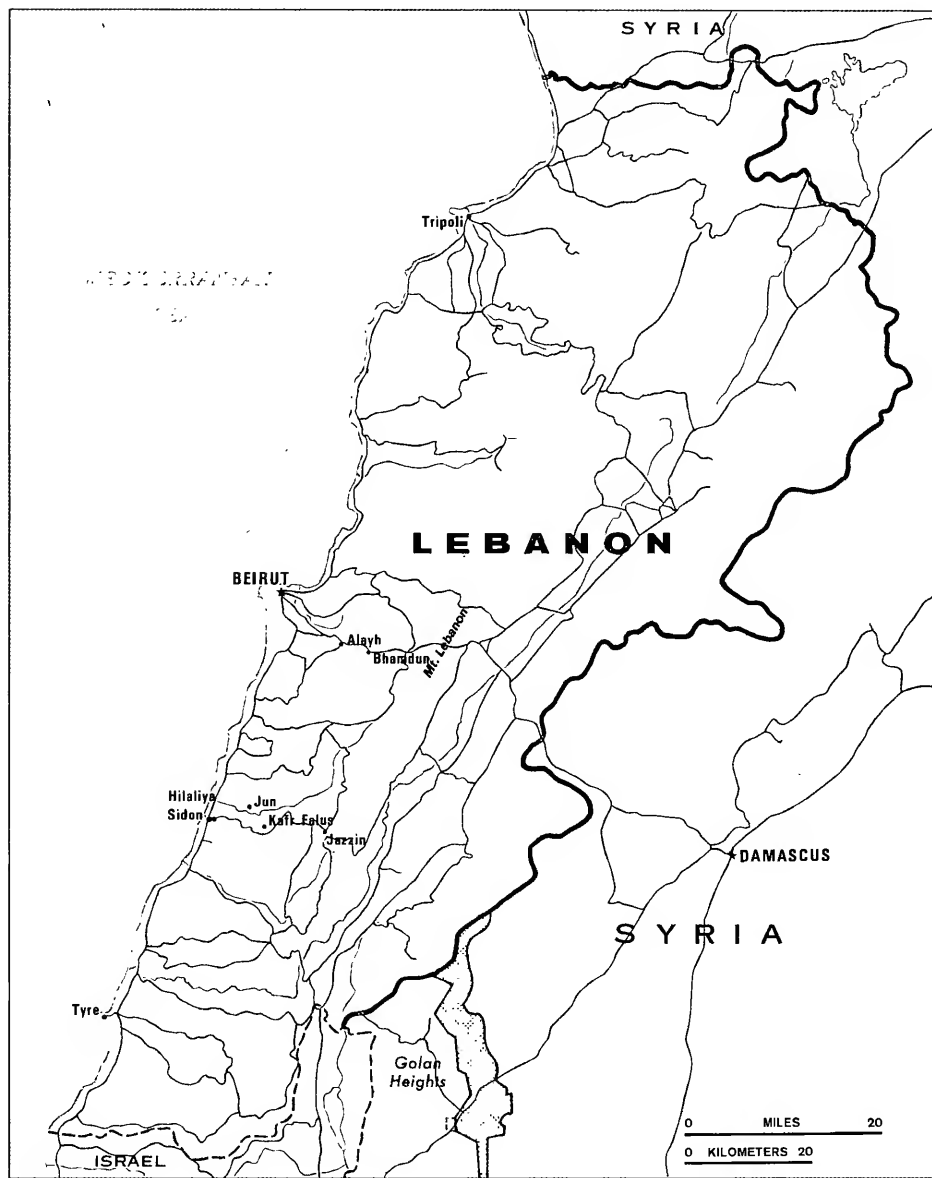 SYRIA
Tripoli
LEBANON
BEIRUT
Alayh
Bhamdun
Mt. Lebanon
Hilaliya
Jun
Sidon
Kafr Falus
Jazzin
DAMASCUS
SYRIA
Tyre
Golan
Heights
0 MILES 20
0 KILOMETERS 20
ISRAEL